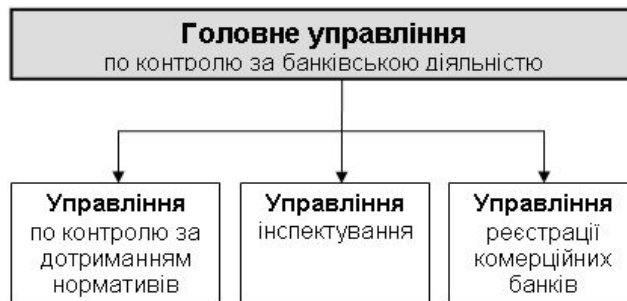 Головне управління
по контролю за банківською діяльністю
Управління
по контролю за
дотриманням
нормативів
Управління
інспектування
Управління
реєстрації
комерційних
банків